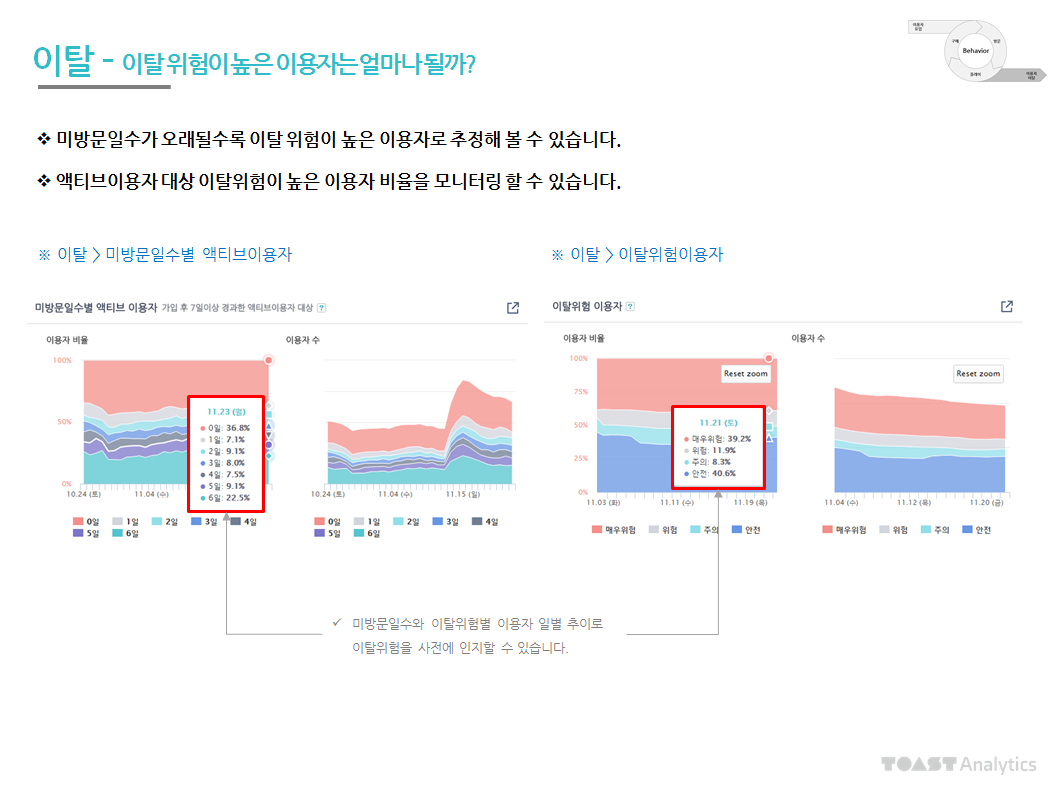 이탈 - 이탈 위험이 높은 이용자는 얼마나 될까?
이용자
유입
구매
방문
Behavior
플레이
이용자
이탈
❖ 미방문일수가 오래될수록 이탈 위험이 높은 이용자로 추정해 볼 수 있습니다.
❖ 액티브이용자 대상 이탈위험이 높은 이용자 비율을 모니터링 할 수 있습니다.
※ 이탈 > 미방문일수별 액티브이용자
※ 이탈 > 이탈위험이용자
미방문일수별 액티브 이용자 가입 후 7일이상 경과한 액티브이용자 대상 ?
이탈위험 이용자 ?
이용자 비율
이용자 수
이용자 비율
이용자 수
100%
50%
0%
10.24 (토)
11.04 (수)
11.23 (월)
0일: 36.8%
1일: 7.1%
2일: 9.1%
3일: 8.0%
4일: 7.5%
5일: 9.1%
6일: 22.5%
0일 1일 2일 3일 4일
5일 6일
10.24 (토) 11.04 (수) 11.15 (일)
0일 1일 2일 3일 4일
5일 6일
100%
75%
50%
25%
0%
Reset zoom
11.21 (토)
매우위험: 39.2%
위험: 11.9%
주의: 8.3%
안전: 40.6%
11.03 (화) 11.11 (수) 11.19 (목)
매우위험 위험 주의 안전
Reset zoom
11.04 (수) 11.12 (목) 11.20 (금)
매우위험 위험 주의 안전
✓ 미방문일수와 이탈위험별 이용자 일별 추이로
이탈위험을 사전에 인지할 수 있습니다.
TOAST Analytics